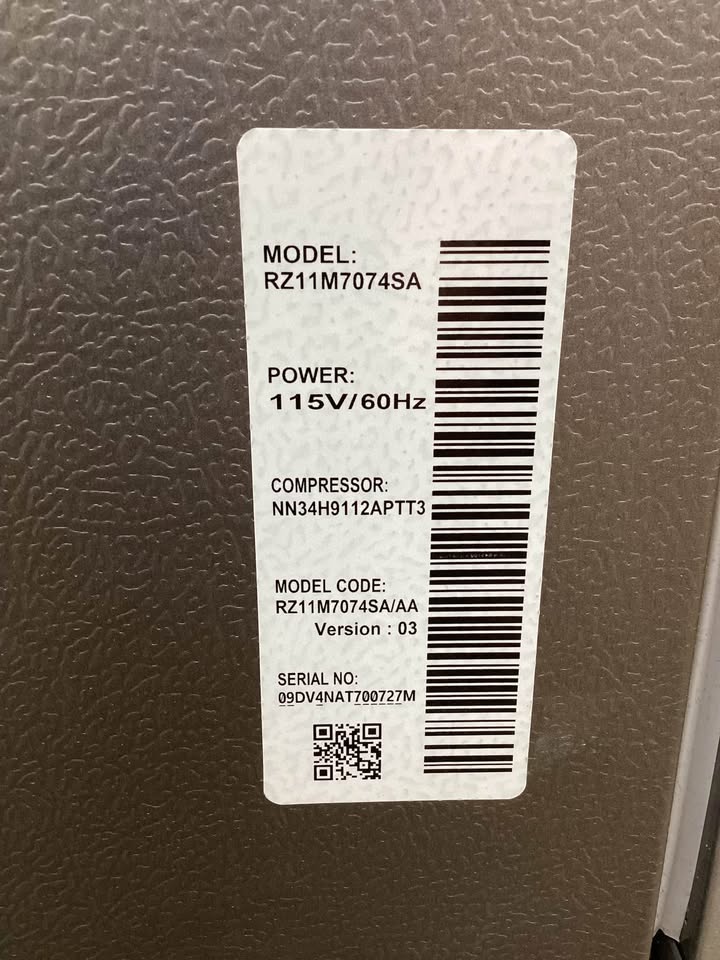 MODEL:
RZ11M7074SA
POWER:
115V/60Hz
COMPRESSOR:
NN34H9112APTT3
MODEL CODE:
RZ11M7074SA/AA
Version : 03
SERIAL NO:
09DV4NAT700727M